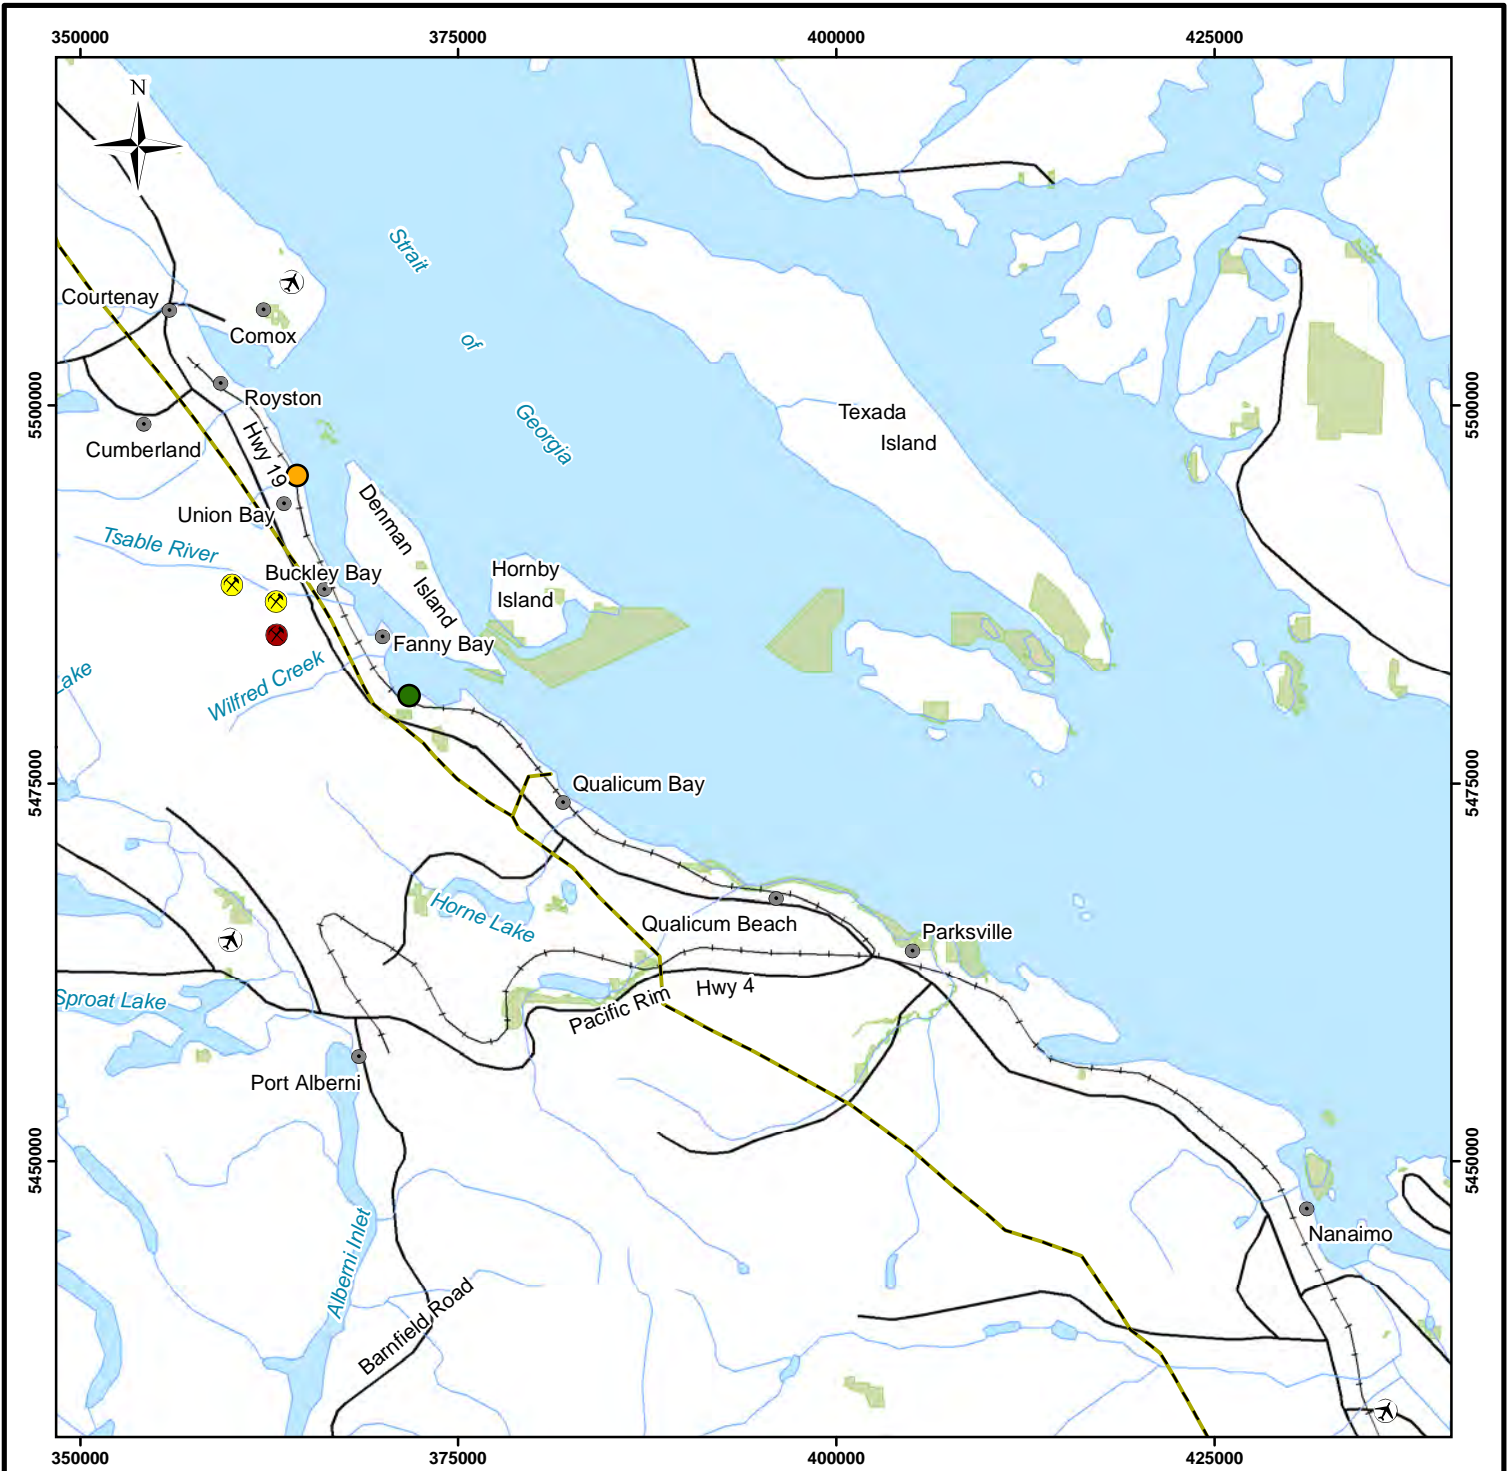 350000
375000
400000
425000
N
Strait
of
Georgia
Courtenay
Comox
Royston
Cumberland
Hwy 19
Union Bay
Tsable River
Buckley Bay
Denman
Island
Hornby
Island
Texada
Island
Fanny Bay
Wilfred Creek
Lake
Qualicum Bay
Horne Lake
Qualicum Beach
Parksville
Sproat Lake
Pacific Rim
Hwy 4
Port Alberni
Alberni Inlet
Barnfield Road
Nanaimo
5500000
5475000
5450000
5500000
5475000
5450000
350000
375000
400000
425000